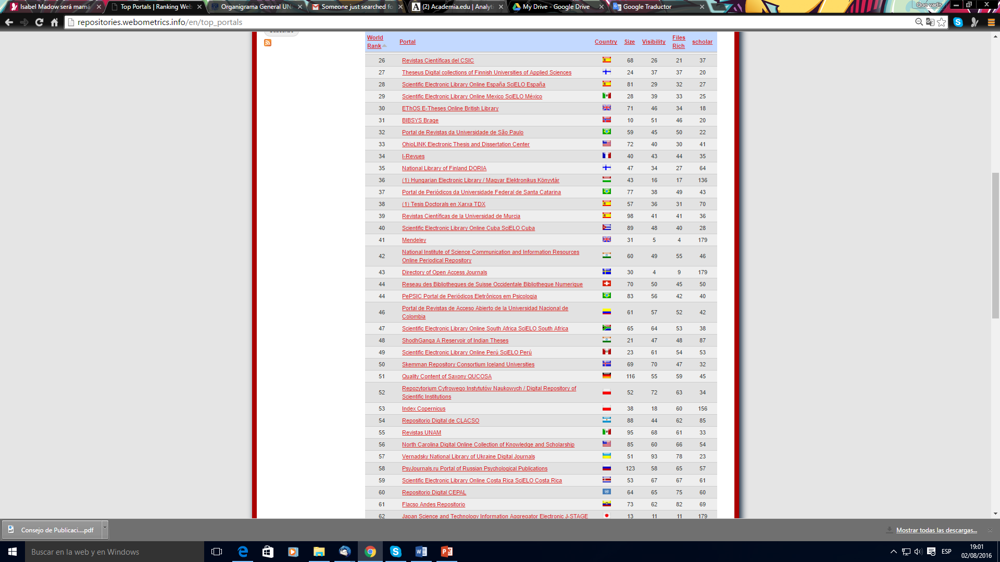 Quo vadis
Isabel Madow será mamá
Top Portals | Ranking Web
Organigrama General UNA
Someone just searched fo
(2) Academia.edu | Analyti
My Drive - Google Drive
Google Traductor
repositories.webometrics.info/en/top_portals
Subscribe
World Rank Portal Country Size Visibility Files Rich scholar
26 Revistas Científicas del CSIC 68 26 21 37
27 Theseus Digital collections of Finnish Universities of Applied Sciences 24 37 37 20
28 Scientific Electronic Library Online España SciELO España 81 29 32 27
29 Scientific Electronic Library Online Mexico SciELO México 28 39 33 25
30 EThOS E-Theses Online British Library 71 46 34 18
31 BIBSYS Brage 10 51 46 20
32 Portal de Revistas da Universidade de São Paulo 59 45 50 22
33 OhioLINK Electronic Thesis and Dissertation Center 72 40 30 41
34 I-Revues 40 43 44 35
35 National Library of Finland DORIA 47 34 27 64
36 (1) Hungarian Electronic Library / Magyar Elektronikus Könyvtár 43 16 17 136
37 Portal de Periódicos da Universidade Federal de Santa Catarina 77 38 49 43
38 (1) Tesis Doctorals en Xarxa TDX 57 36 31 70
39 Revistas Científicas de la Universidad de Murcia 98 41 41 36
40 Scientific Electronic Library Online Cuba SciELO Cuba 89 48 40 28
41 Mendeley 31 5 4 179
42 National Institute of Science Communication and Information Resources
Online Periodical Repository 60 49 55 46
43 Directory of Open Access Journals 30 4 9 179
44 Reseau des Bibliotheques de Suisse Occidentale Bibliotheque Numerique 70 50 45 50
44 PePSIC Portal de Periódicos Eletrônicos em Psicologia 83 56 42 40
46 Portal de Revistas de Acceso Abierto de la Universidad Nacional de
Colombia 61 57 52 42
47 Scientific Electronic Library Online South Africa SciELO South Africa 65 64 53 38
48 ShodhGanga A Reservoir of Indian Theses 21 47 48 87
49 Scientific Electronic Library Online Perú SciELO Perú 23 61 54 53
50 Skemman Repository Consortium Iceland Universities 69 70 47 32
51 Quality Content of Saxony QUCOSA 116 55 59 45
52 Repozytorium Cyfrowego Instytutów Naukowych / Digital Repository of
Scientific Institutions 52 72 63 34
53 Index Copernicus 38 18 60 156
54 Repositorio Digital de CLACSO 88 44 62 85
55 Revistas UNAM 95 68 61 33
56 North Carolina Digital Online Collection of Knowledge and Scholarship 85 60 66 54
57 Vernadsky National Library of Ukraine Digital Journals 51 93 78 23
58 PsyJournals.ru Portal of Russian Psychological Publications 123 58 65 57
59 Scientific Electronic Library Online Costa Rica SciELO Costa Rica 53 67 67 61
60 Repositorio Digital CEPAL 64 65 75 60
61 Flacso Andes Repositorio 73 62 82 69
62 Japan Science and Technology Information Aggregator Electronic J-STAGE 13 11 11 179
Consejo de Publicaci....pdf
Mostrar todas las descargas...
Buscar en la web y en Windows
ESP
19:01
02/08/2016